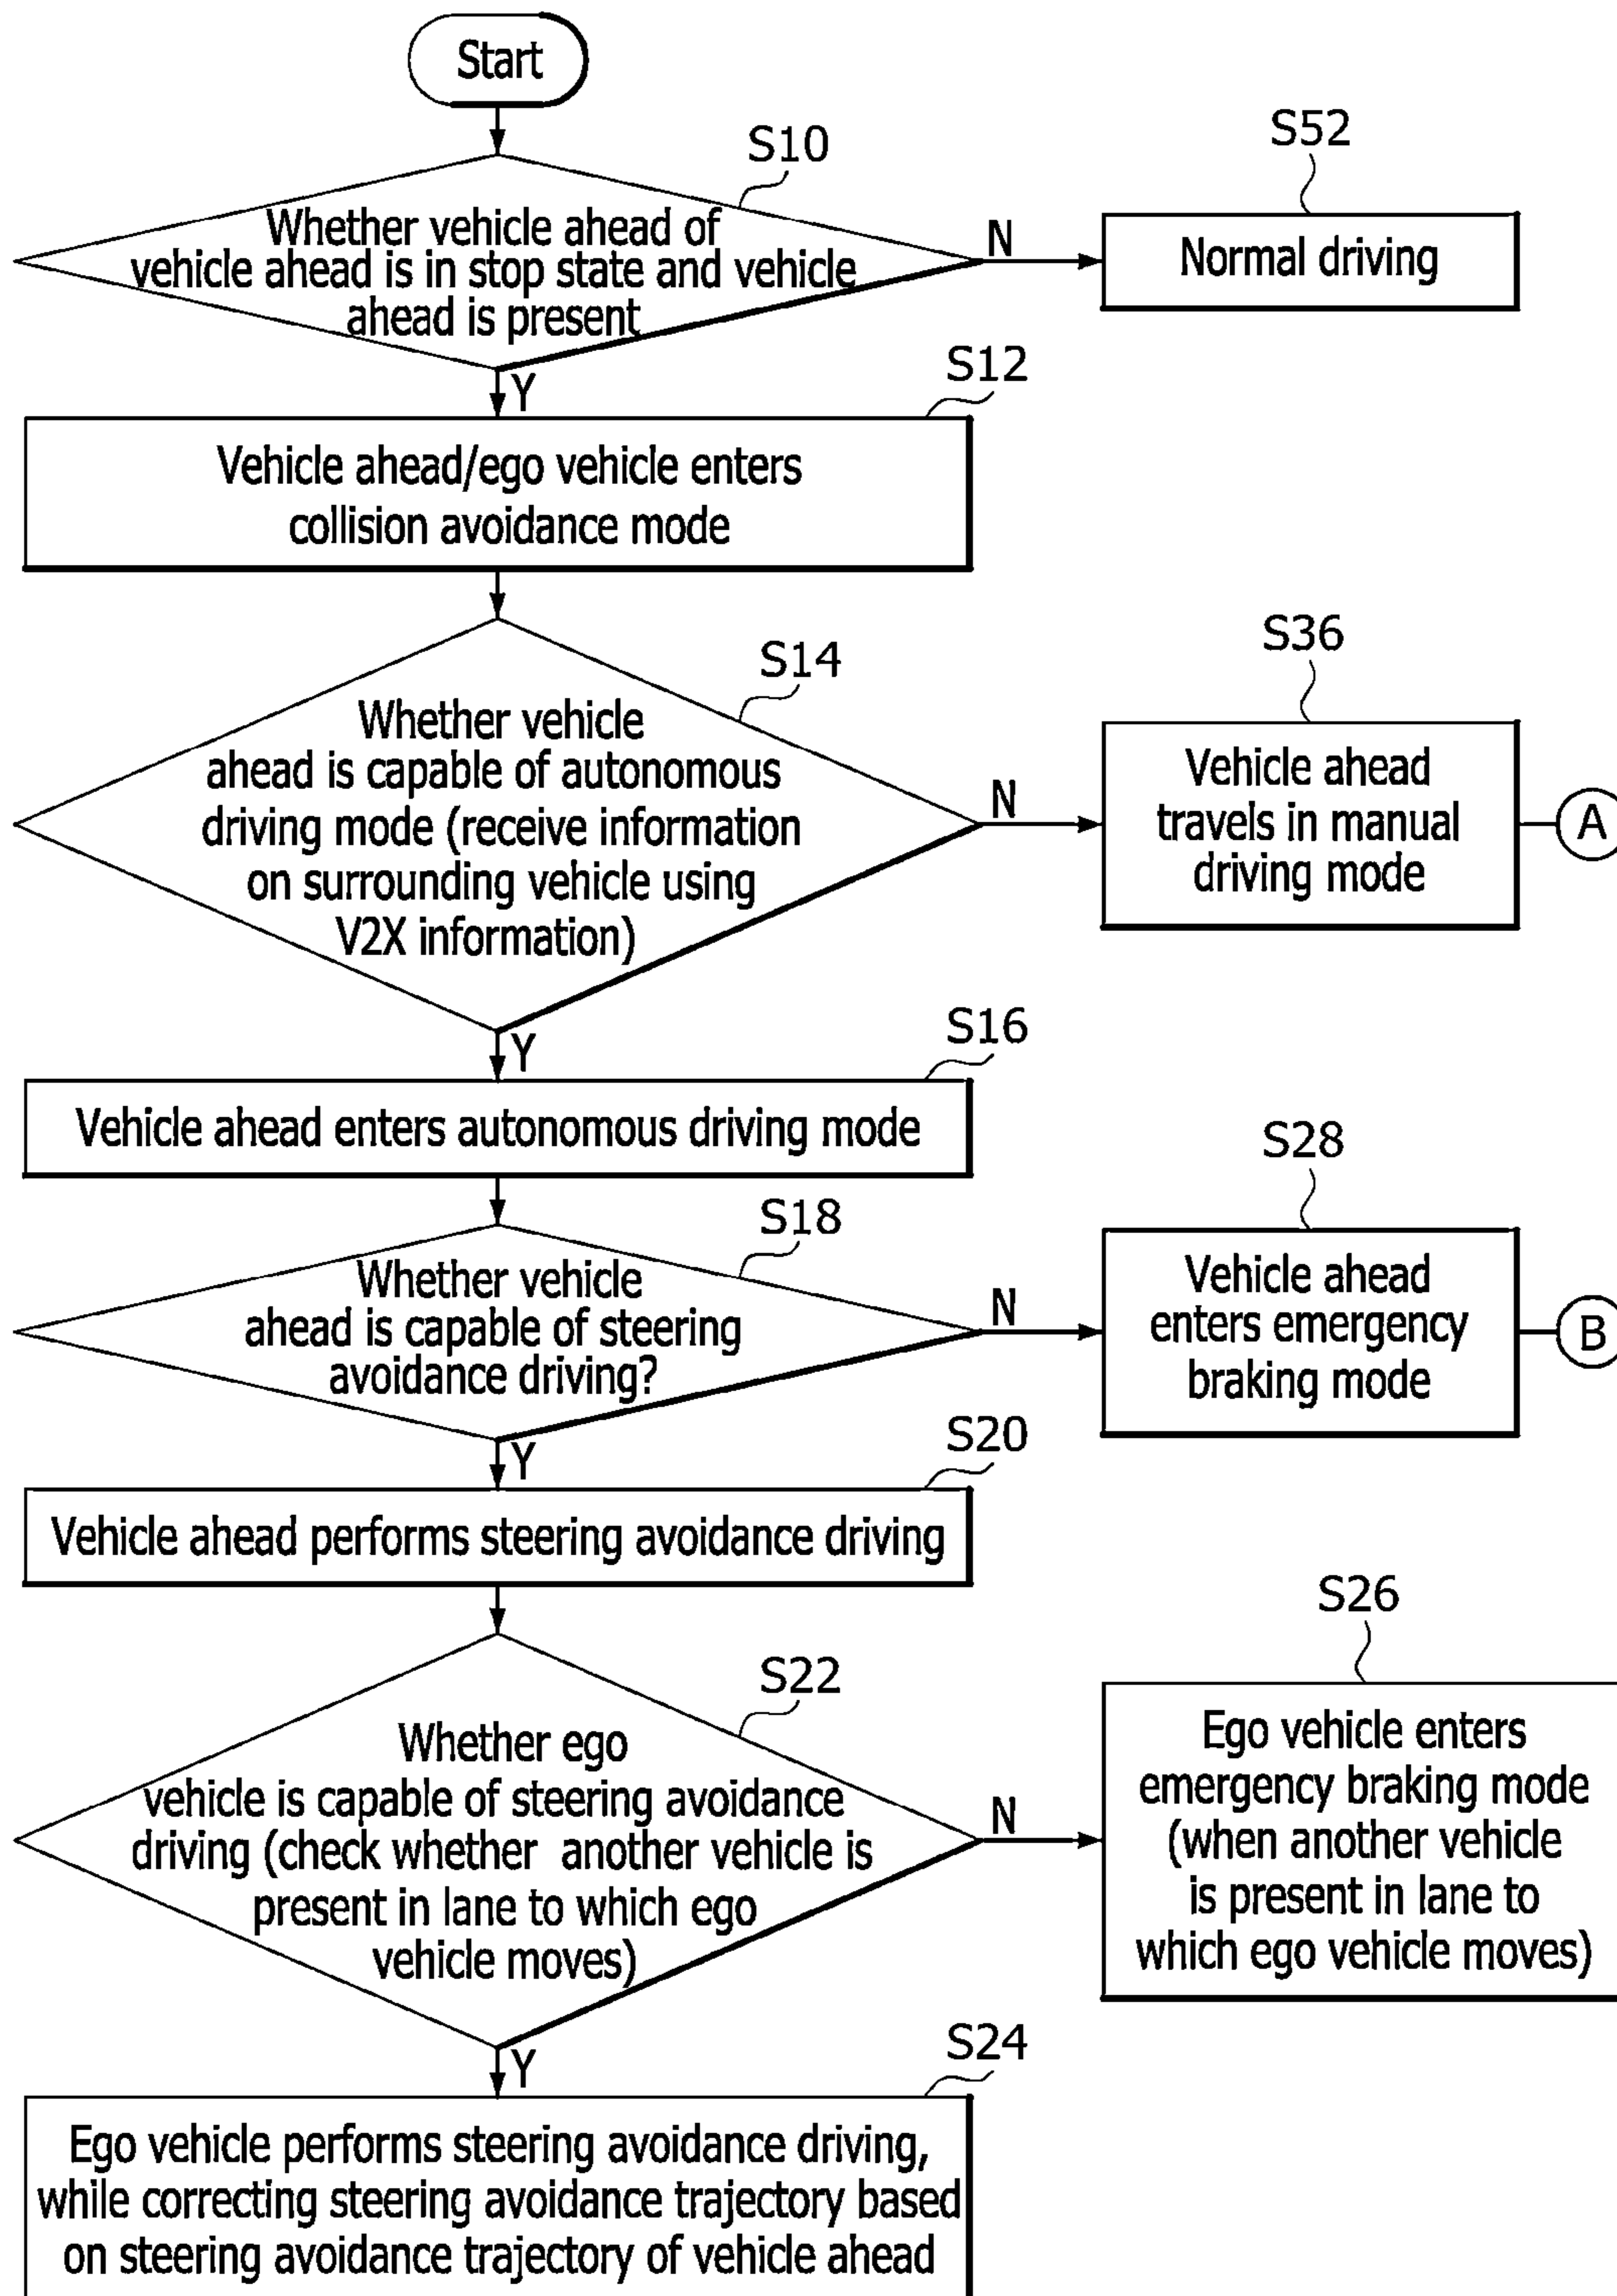 Start
S10
Whether vehicle ahead of
vehicle ahead is in stop state and vehicle
ahead is present
N
S52
Normal driving
Y
S12
Vehicle ahead/ego vehicle enters
collision avoidance mode
S14
Whether vehicle
ahead is capable of autonomous
driving mode (receive information
on surrounding vehicle using
V2X information)
N
S36
Vehicle ahead
travels in manual
driving mode
A
Y
S16
Vehicle ahead enters autonomous driving mode
S18
Whether vehicle
ahead is capable of steering
avoidance driving?
N
S28
Vehicle ahead
enters emergency
braking mode
B
Y
S20
Vehicle ahead performs steering avoidance driving
S22
Whether ego
vehicle is capable of steering avoidance
driving (check whether another vehicle is
present in lane to which ego
vehicle moves)
N
S26
Ego vehicle enters
emergency braking mode
(when another vehicle
is present in lane to
which ego vehicle moves)
Y
S24
Ego vehicle performs steering avoidance driving,
while correcting steering avoidance trajectory based
on steering avoidance trajectory of vehicle ahead